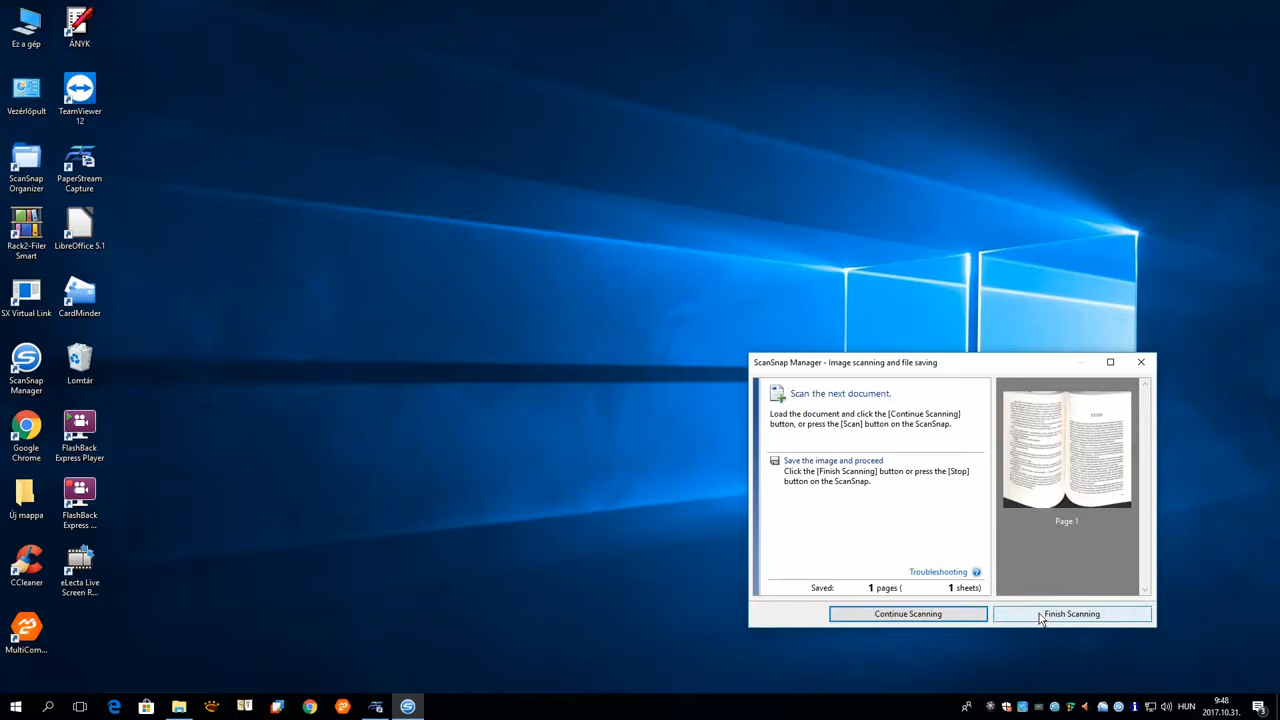 Ez a gép
ÁNYK
Vezérlőpult
TeamViewer
12
ScanSnap
Organizer
PaperStream
Capture
Rack2-Filer
Smart
LibreOffice 5.1
SX Virtual Link
CardMinder
ScanSnap
Manager
Lomtár
Google
Chrome
FlashBack
Express Player
Új mappa
FlashBack
Express ...
CCleaner
eLecta Live
Screen R...
MultiCom...
ScanSnap Manager - Image scanning and file saving
Scan the next document.
Load the document and click the [Continue Scanning]
button, or press the [Scan] button on the ScanSnap.
Save the image and proceed
Click the [Finish Scanning] button or press the [Stop]
button on the ScanSnap.
Page 1
Troubleshooting
Saved: 1 pages ( 1 sheets)
Continue Scanning
Finish Scanning
HUN
9:48
2017.10.31.